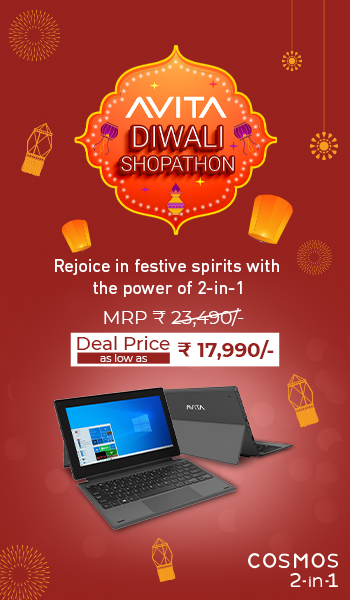 AVITA
DIWALI
SHOPATHON
Rejoice in festive spirits with
the power of 2-in-1
MRP ₹ 23,490/-
Deal Price
as low as
₹ 17,990/-
AVITA
COSMOS
2-in-1